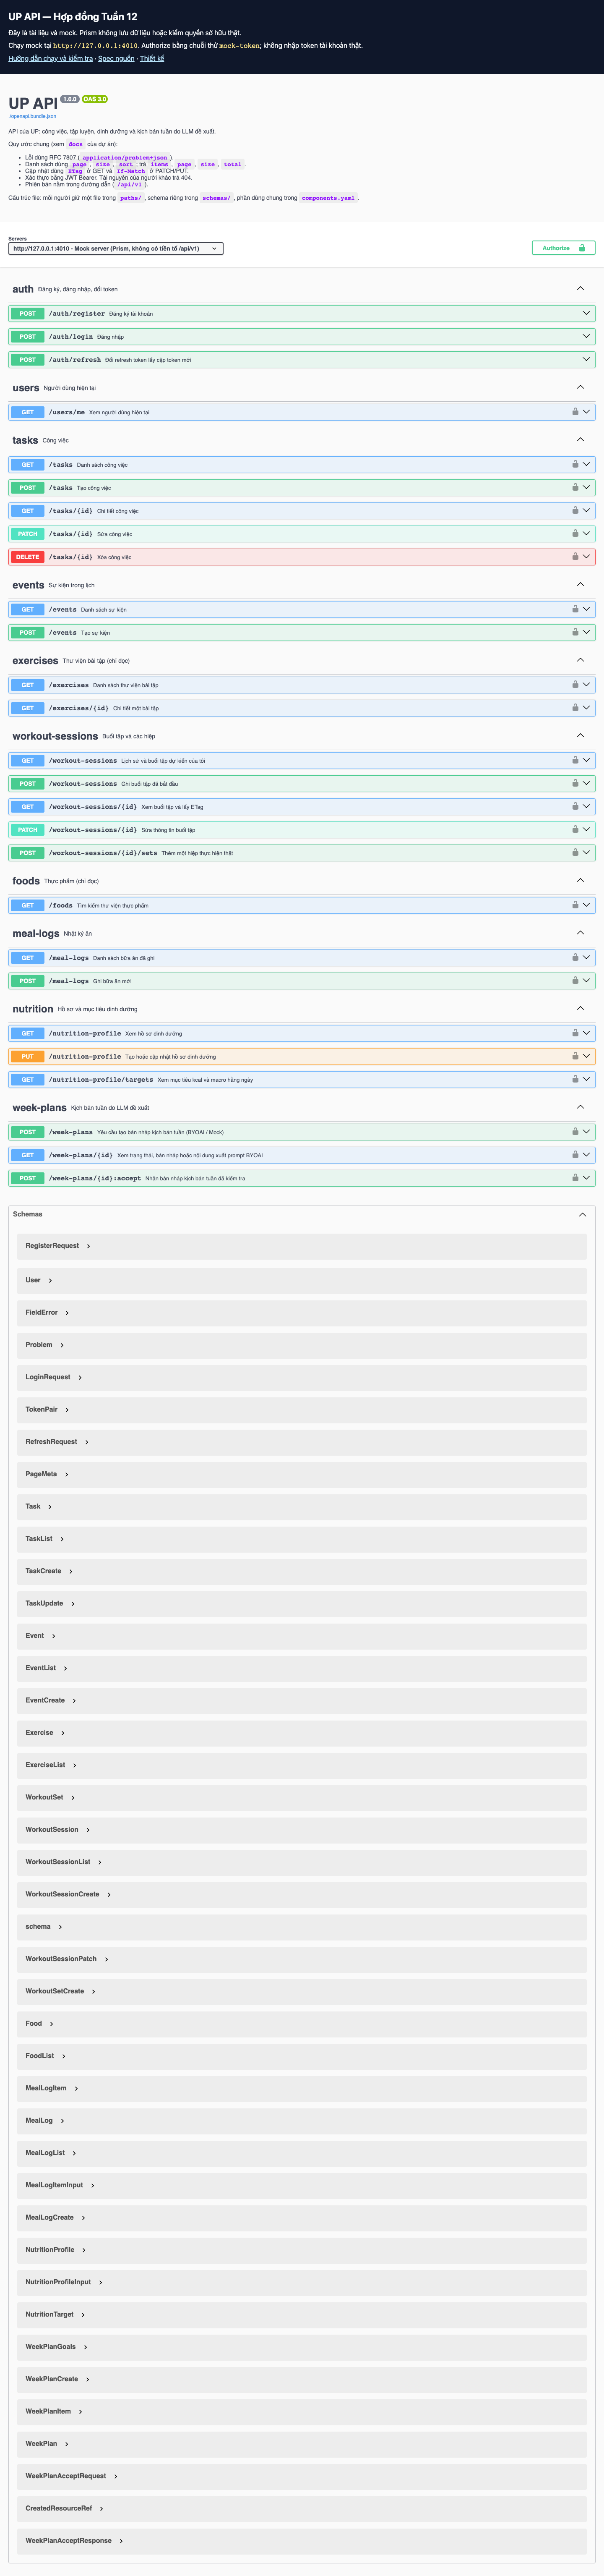 UP API — Hợp đồng Tuần 12
Đây là tài liệu và mock. Prism không lưu dữ liệu hoặc kiểm quyền sở hữu thật.
Chạy mock tại http://127.0.0.1:4010. Authorize bằng chuỗi thử mock-token; không nhập token tài khoản thật.
Hướng dẫn chạy và kiểm tra · Spec nguồn · Thiết kế
UP API 1.0.0 OAS 3.0
./openapi.bundle.json
API của UP: công việc, tập luyện, dinh dưỡng và kịch bản tuần do LLM đề xuất.
Quy ước chung (xem docs của dự án):
• Lỗi dùng RFC 7807 (application/problem+json).
• Danh sách dùng page, size, sort; trả items, page, size, total.
• Cập nhật dùng ETag ở GET và If-Match ở PATCH/PUT.
• Xác thực bằng JWT Bearer. Tài nguyên của người khác trả 404.
• Phiên bản nằm trong đường dẫn (/api/v1).
Cấu trúc file: mỗi người giữ một file trong paths/, schema riêng trong schemas/, phần dùng chung trong components.yaml.
Servers
http://127.0.0.1:4010 - Mock server (Prism, không có tiền tố /api/v1)
Authorize
auth Đăng ký, đăng nhập, đổi token
POST /auth/register Đăng ký tài khoản
POST /auth/login Đăng nhập
POST /auth/refresh Đổi refresh token lấy cặp token mới
users Người dùng hiện tại
GET /users/me Xem người dùng hiện tại
tasks Công việc
GET /tasks Danh sách công việc
POST /tasks Tạo công việc
GET /tasks/{id} Chi tiết công việc
PATCH /tasks/{id} Sửa công việc
DELETE /tasks/{id} Xóa công việc
events Sự kiện trong lịch
GET /events Danh sách sự kiện
POST /events Tạo sự kiện
exercises Thư viện bài tập (chỉ đọc)
GET /exercises Danh sách thư viện bài tập
GET /exercises/{id} Chi tiết một bài tập
workout-sessions Buổi tập và các hiệp
GET /workout-sessions Lịch sử và buổi tập dự kiến của tôi
POST /workout-sessions Ghi buổi tập đã bắt đầu
GET /workout-sessions/{id} Xem buổi tập và lấy ETag
PATCH /workout-sessions/{id} Sửa thông tin buổi tập
POST /workout-sessions/{id}/sets Thêm một hiệp thực hiện thật
foods Thực phẩm (chỉ đọc)
GET /foods Tìm kiếm thư viện thực phẩm
meal-logs Nhật ký ăn
GET /meal-logs Danh sách bữa ăn đã ghi
POST /meal-logs Ghi bữa ăn mới
nutrition Hồ sơ và mục tiêu dinh dưỡng
GET /nutrition-profile Xem hồ sơ dinh dưỡng
PUT /nutrition-profile Tạo hoặc cập nhật hồ sơ dinh dưỡng
GET /nutrition-profile/targets Xem mục tiêu kcal và macro hằng ngày
week-plans Kịch bản tuần do LLM đề xuất
POST /week-plans Yêu cầu tạo bản nháp kịch bản tuần (BYOAI / Mock)
GET /week-plans/{id} Xem trạng thái, bản nháp hoặc nội dung xuất prompt BYOAI
POST /week-plans/{id}:accept Nhận bản nháp kịch bản tuần đã kiểm tra
Schemas
RegisterRequest
User
FieldError
Problem
LoginRequest
TokenPair
RefreshRequest
PageMeta
Task
TaskList
TaskCreate
TaskUpdate
Event
EventList
EventCreate
Exercise
ExerciseList
WorkoutSet
WorkoutSession
WorkoutSessionList
WorkoutSessionCreate
schema
WorkoutSessionPatch
WorkoutSetCreate
Food
FoodList
MealLogItem
MealLog
MealLogList
MealLogItemInput
MealLogCreate
NutritionProfile
NutritionProfileInput
NutritionTarget
WeekPlanGoals
WeekPlanCreate
WeekPlanItem
WeekPlan
WeekPlanAcceptRequest
CreatedResourceRef
WeekPlanAcceptResponse